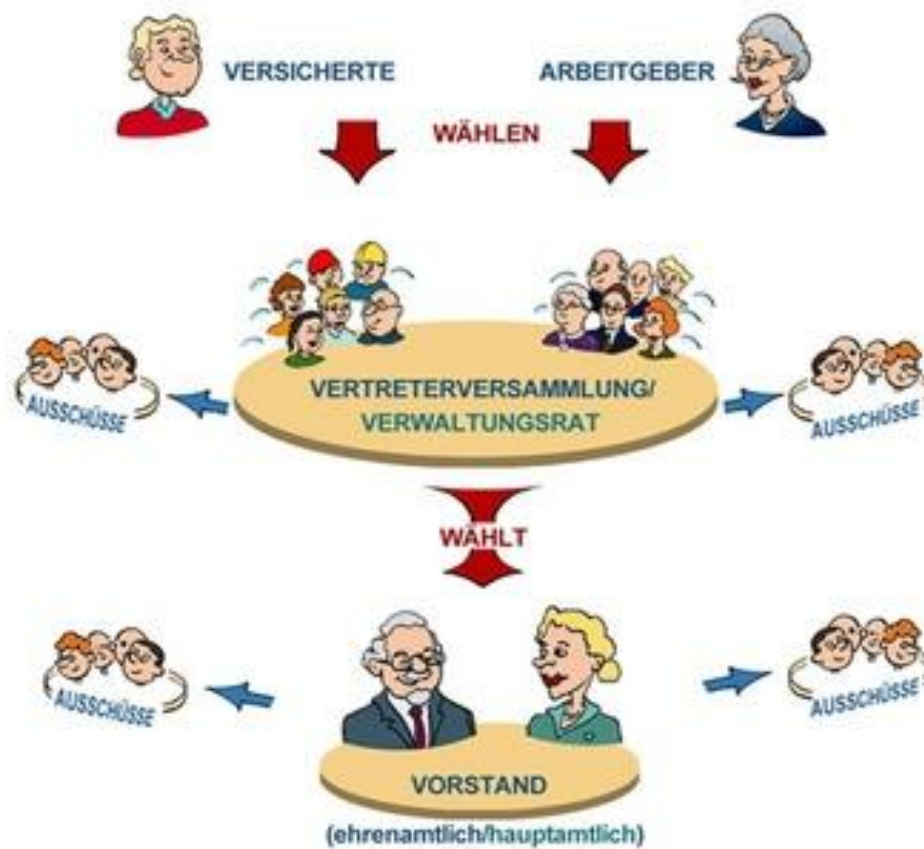 VERSICHERTE
ARBEITGEBER
WÄHLEN
VERTRETERVERSAMMLUNG/
VERWALTUNGSRAT
AUSSCHÜSSE
AUSSCHÜSSE
WÄHLT
AUSSCHÜSSE
AUSSCHÜSSE
VORSTAND
(ehrenamtlich/hauptamtlich)